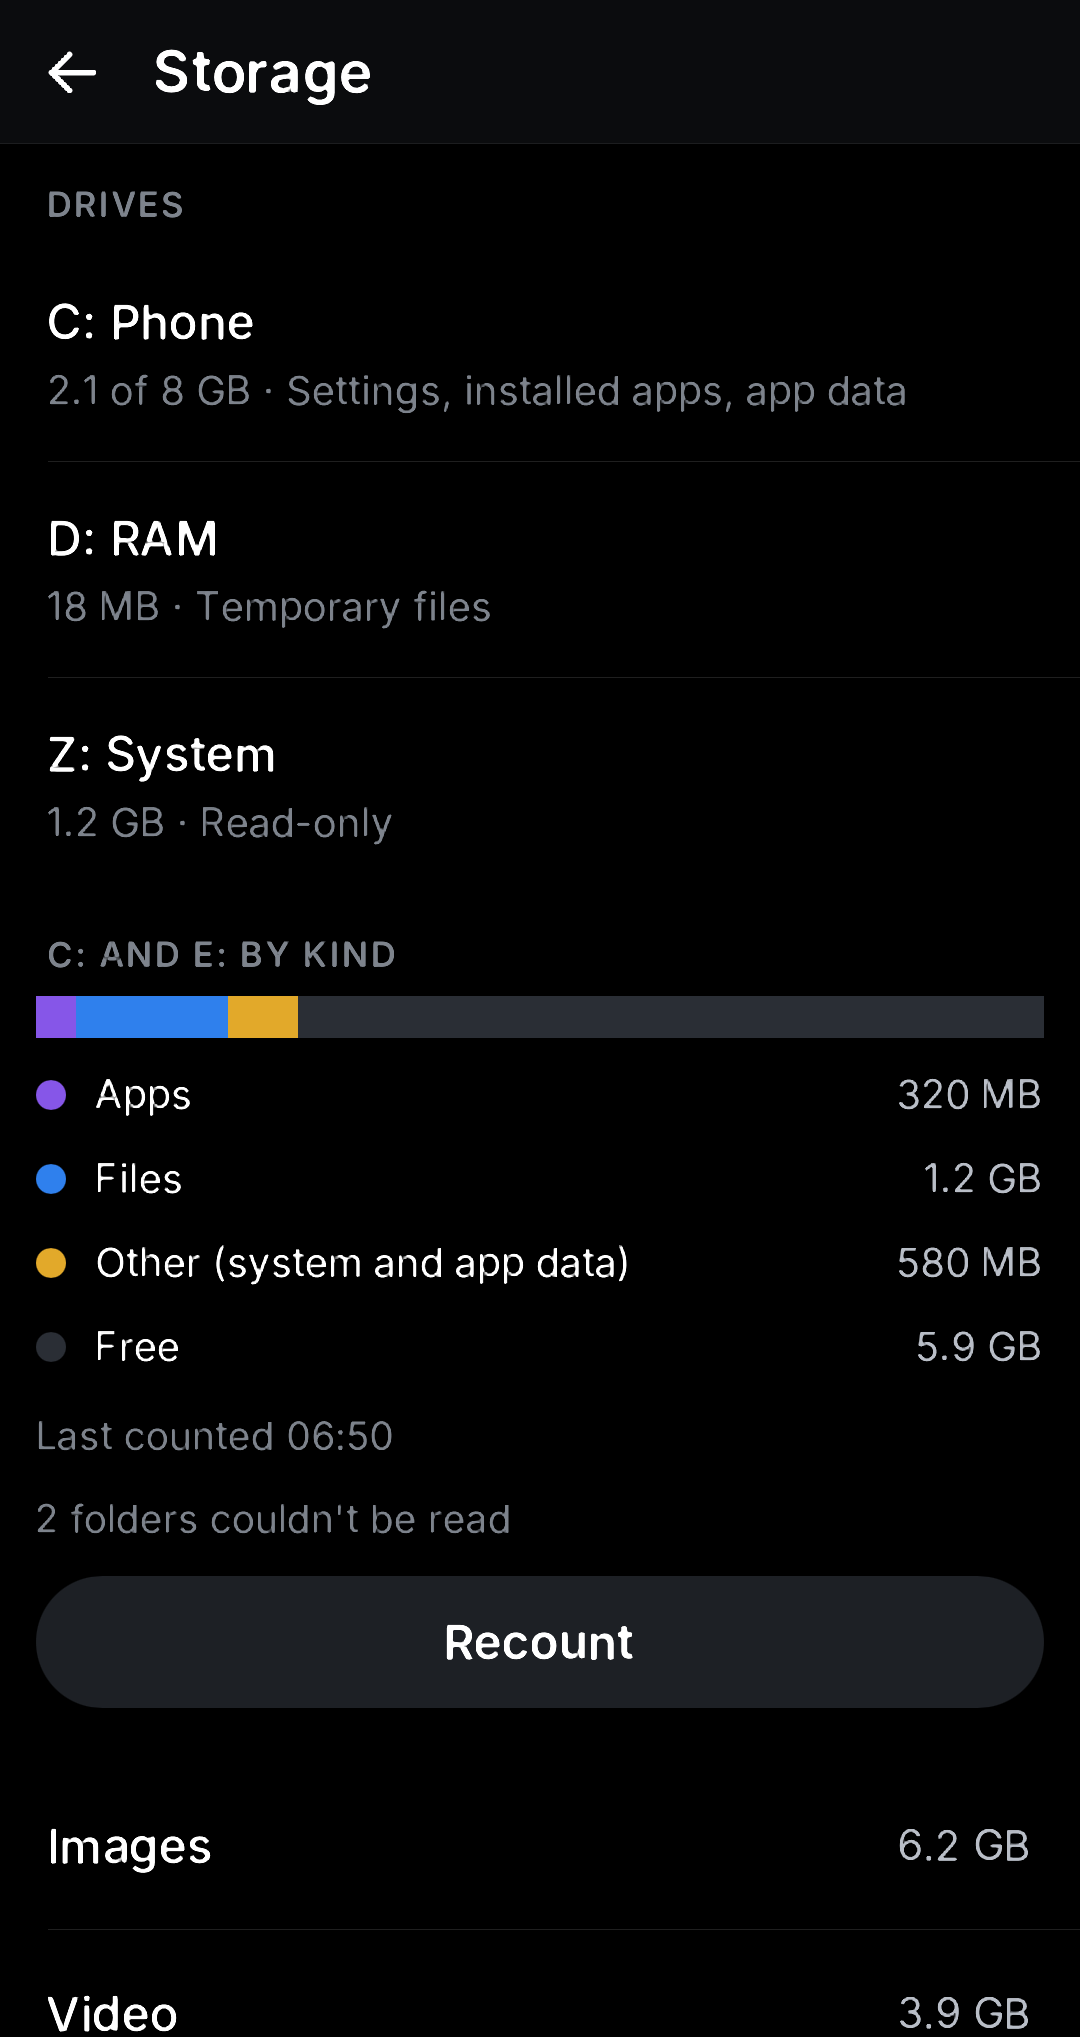 Storage
DRIVES
C: Phone
2.1 of 8 GB · Settings, installed apps, app data
D: RAM
18 MB · Temporary files
Z: System
1.2 GB · Read-only
C: AND E: BY KIND
Apps 320 MB
Files 1.2 GB
Other (system and app data) 580 MB
Free 5.9 GB
Last counted 06:50
2 folders couldn't be read
Recount
Images 6.2 GB
Video 3.9 GB